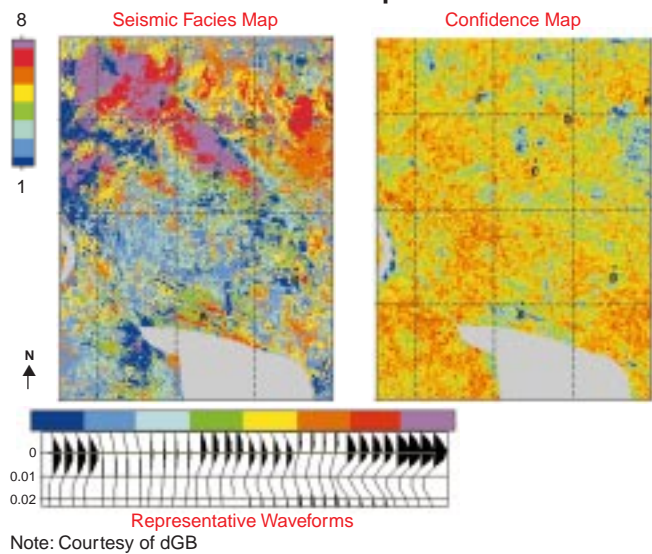 8
Seismic Facies Map
Confidence Map
1
N
0
0.01
0.02
Representative Waveforms
Note: Courtesy of dGB